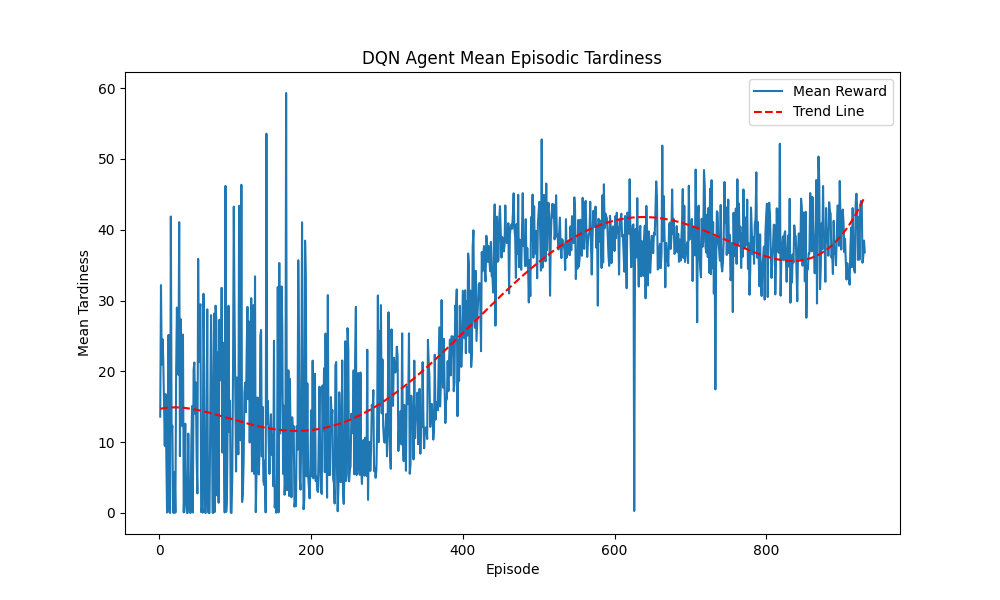 DQN Agent Mean Episodic Tardiness
Mean Reward
Trend Line
60
50
40
30
20
10
0
Mean Tardiness
0 200 400 600 800
Episode